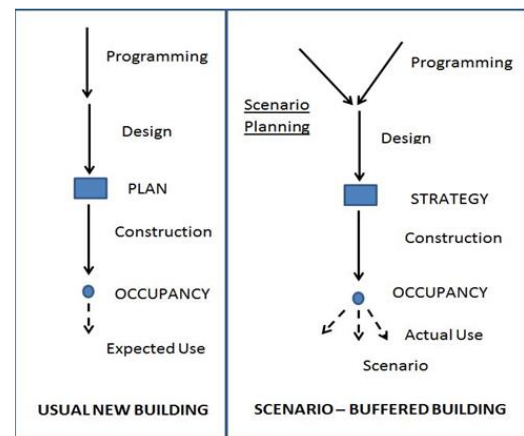 Programming
Design
PLAN
Construction
OCCUPANCY
Expected Use
USUAL NEW BUILDING
Programming
Scenario
Planning
Design
STRATEGY
Construction
OCCUPANCY
Actual Use
Scenario
SCENARIO – BUFFERED BUILDING